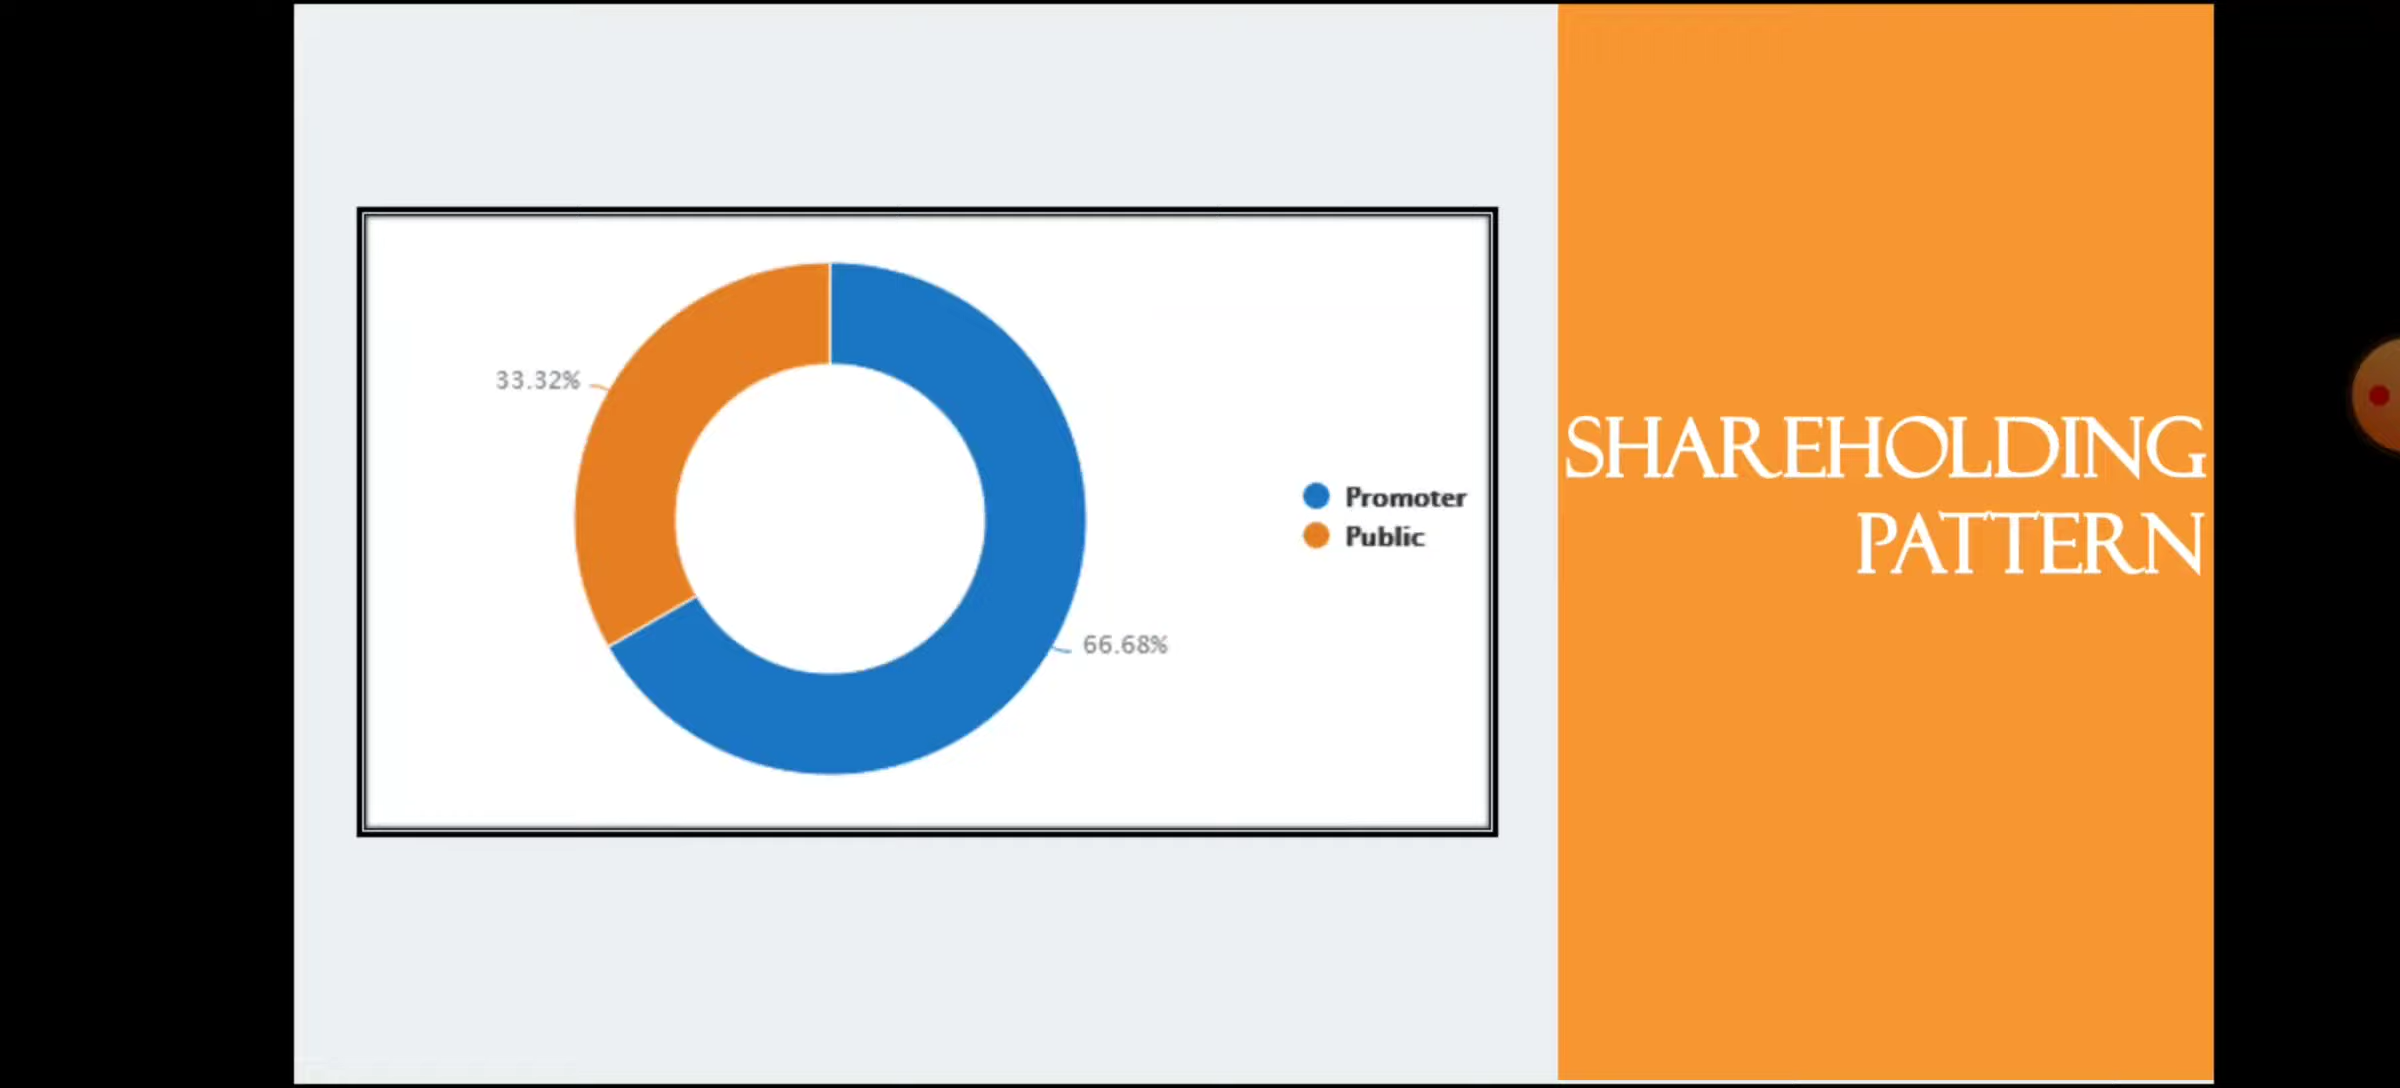 33.32%
66.68%
Promoter
Public
SHAREHOLDING
PATTERN